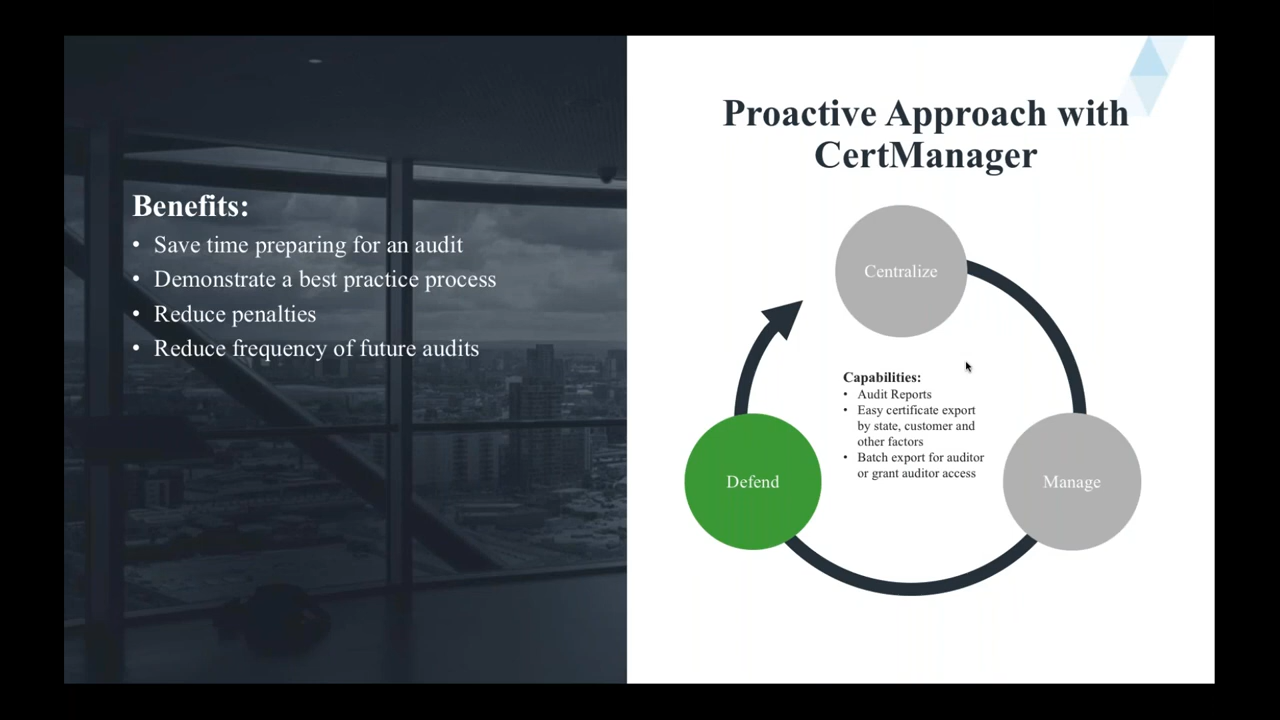 Benefits:
• Save time preparing for an audit
• Demonstrate a best practice process
• Reduce penalties
• Reduce frequency of future audits
Proactive Approach with
CertManager
Centralize
Capabilities:
• Audit Reports
• Easy certificate export
by state, customer and
other factors
• Batch export for auditor
or grant auditor access
Defend
Manage